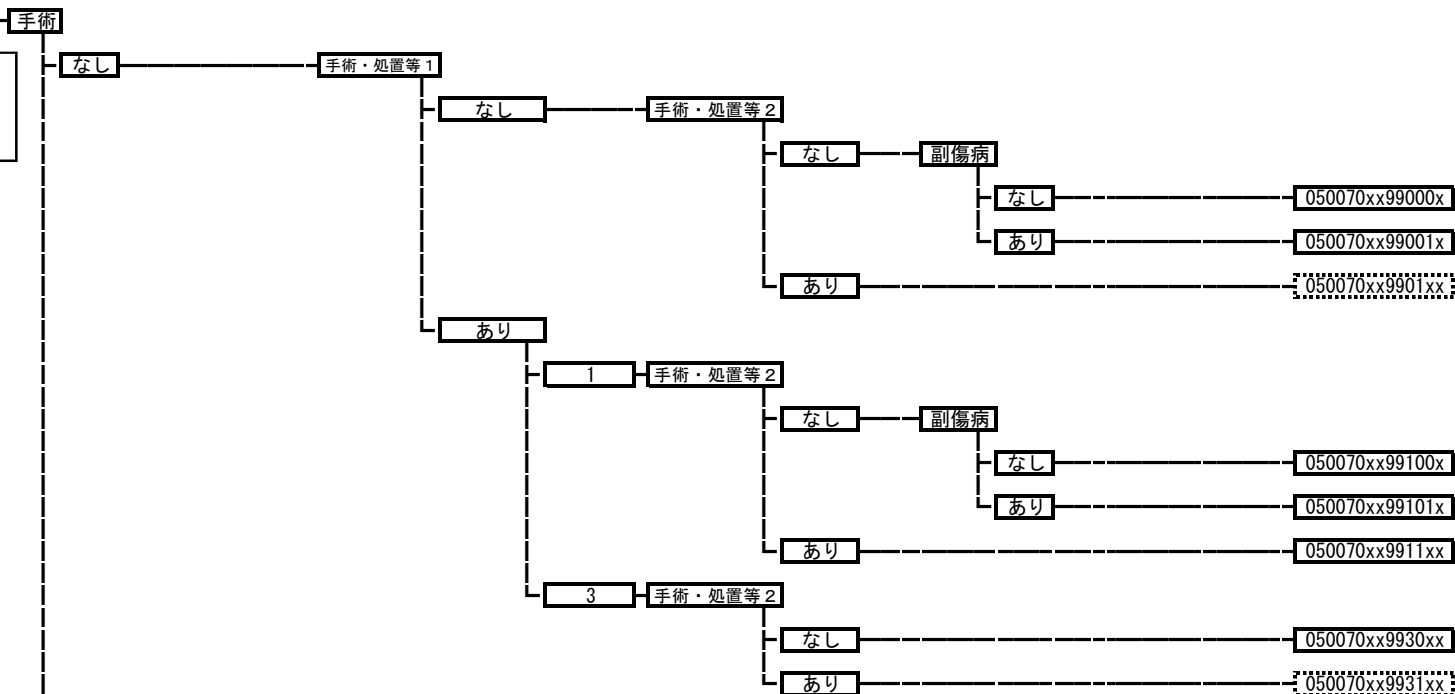 手術
なし 手術・処置等1
なし 手術・処置等2
なし 副傷病
なし 050070xx99000x
あり 050070xx99001x
あり 050070xx9901xx
あり
1 手術・処置等2
なし 副傷病
なし 050070xx99100x
あり 050070xx99101x
あり 050070xx9911xx
3 手術・処置等2
なし 050070xx9930xx
あり 050070xx9931xx